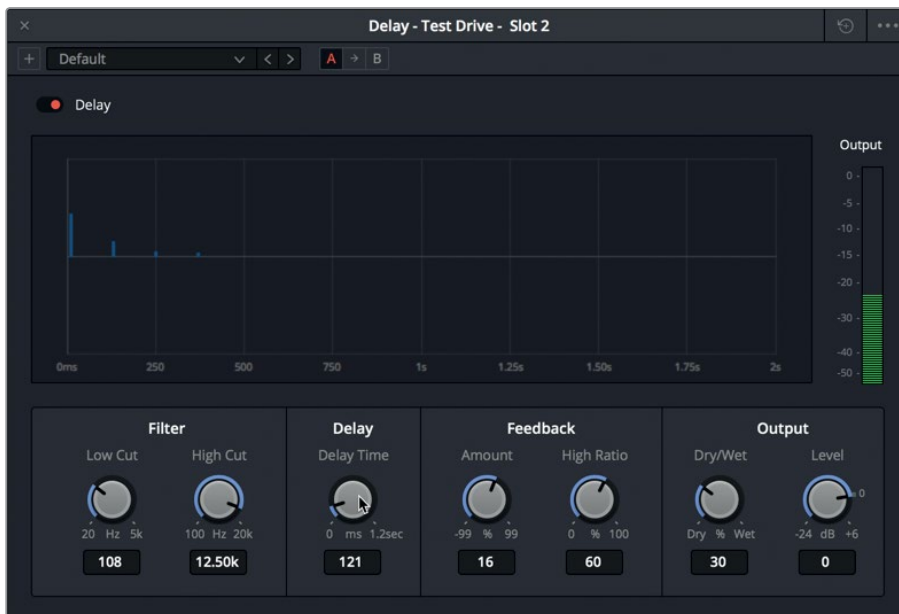 Delay - Test Drive - Slot 2
Default
A
B
Delay
Output
0 -
-5 -
-10 -
-15 -
-20 -
-30 -
-40 -
-50 -
0ms 250 500 750 1s 1.25s 1.50s 1.75s 2s
Filter
Low Cut High Cut
20 Hz 5k 100 Hz 20k
108 12.50k
Delay
Delay Time
0 ms 1.2sec
121
Feedback
Amount High Ratio
-99 % 99 0 % 100
16 60
Output
Dry/Wet Level
0
Dry % Wet -24 dB +6
30 0